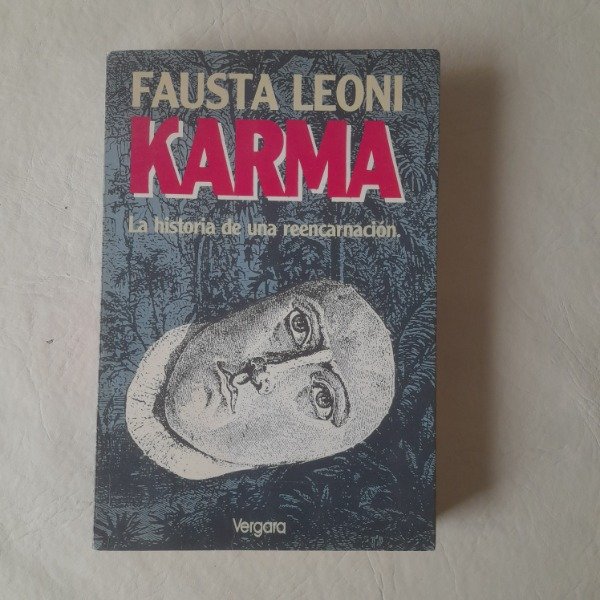 FAUSTA LEONI
KARMA
La historia de una reencarnación.
Vergara